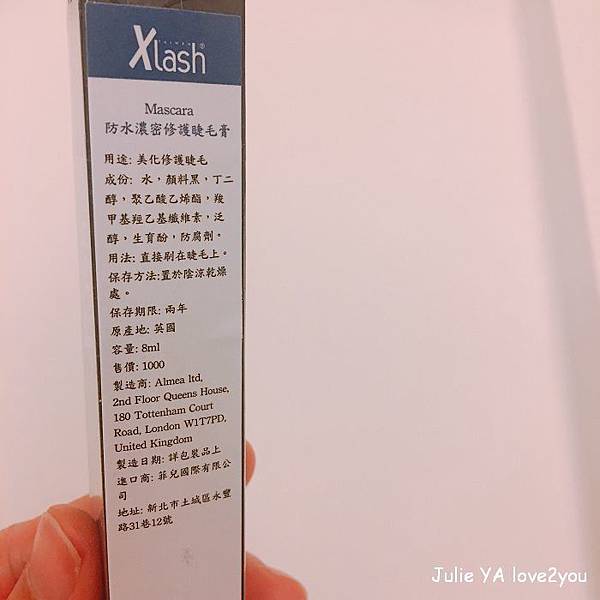 Xlash®
TAIWAN
Mascara
防水濃密修護睫毛膏
用途: 美化修護睫毛
成份: 水，顏料黑，丁二
醇，聚乙酸乙烯酯，羧
甲基羥乙基纖維素，泛
醇，生育酚，防腐劑。
用法: 直接刷在睫毛上。
保存方法:置於陰涼乾燥
處。
保存期限: 兩年
原產地: 英國
容量: 8ml
售價: 1000
製造商: Almea ltd,
2nd Floor Queens House,
180 Tottenham Court
Road, London W1T7PD,
United Kingdom
製造日期: 詳包裝品上
進口商: 菲兒國際有限公
司
地址: 新北市土城區永豐
路31巷12號
Julie YA love2you